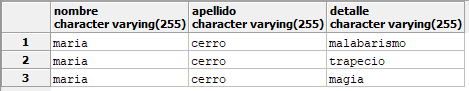 nombre apellido detalle
character varying(255) character varying(255) character varying(255)
1 maria cerro malabarismo
2 maria cerro trapecio
3 maria cerro magia